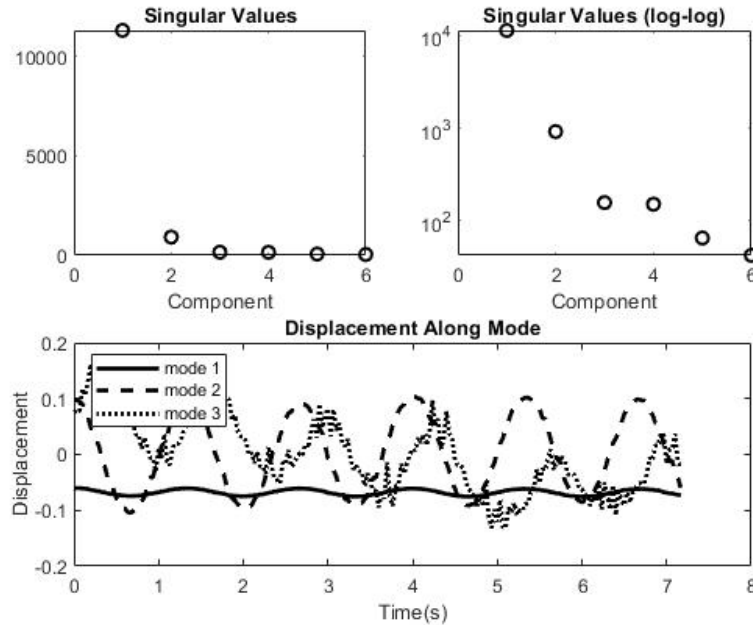 Singular Values
10000
5000
0
0 2 4 6
Component
Singular Values (log-log)
10^4
10^3
10^2
0 2 4 6
Component
Displacement Along Mode
mode 1
mode 2
mode 3
Displacement
0.2
0.1
0
-0.1
-0.2
0 1 2 3 4 5 6 7 8
Time(s)